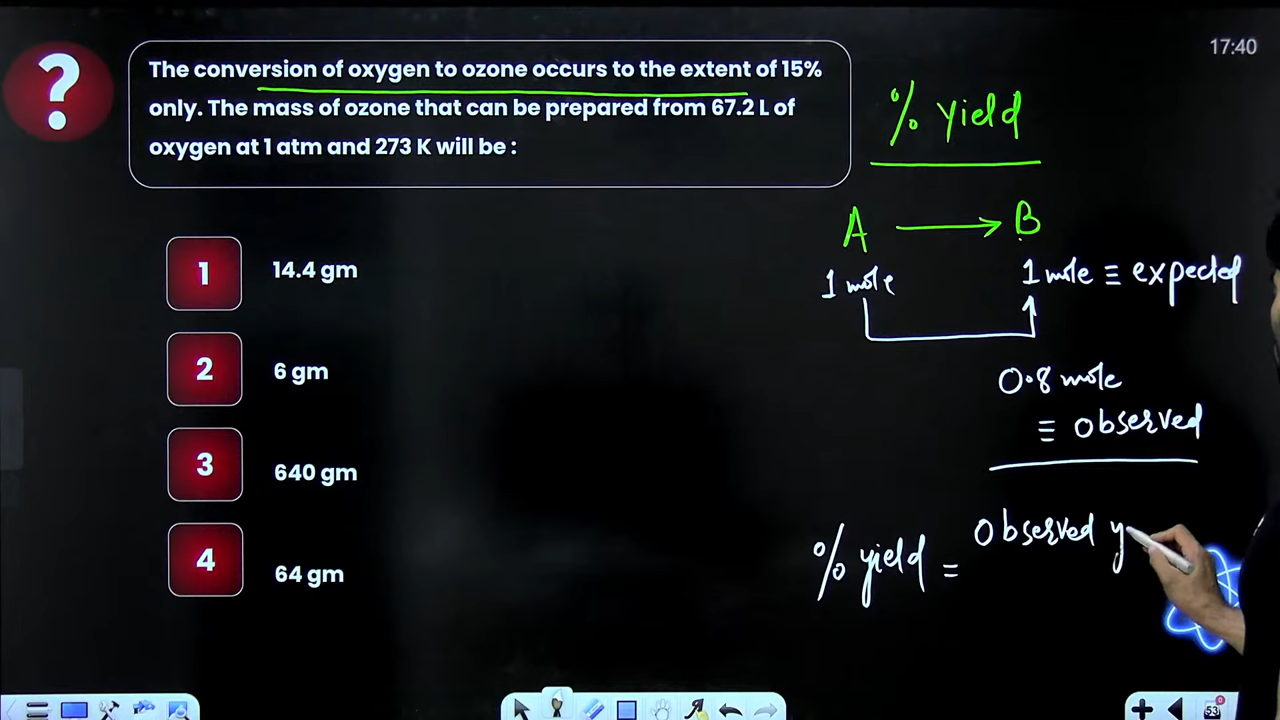 17:40
?
The conversion of oxygen to ozone occurs to the extent of 15%
only. The mass of ozone that can be prepared from 67.2 L of
oxygen at 1 atm and 273 K will be :
% yield
A ⟶ B
1 mole 1 mole ≡ expected
0.8 mole
≡ observed
% yield = Observed y
1 14.4 gm
2 6 gm
3 640 gm
4 64 gm
53